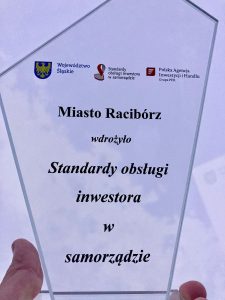 Województwo
Śląskie
Standardy
obsługi inwestora
w samorządzie
Polska Agencja
Inwestycji i Handlu
Grupa PFR
Miasto Racibórz
wdrożyło
Standardy obsługi
inwestora
w
samorządzie